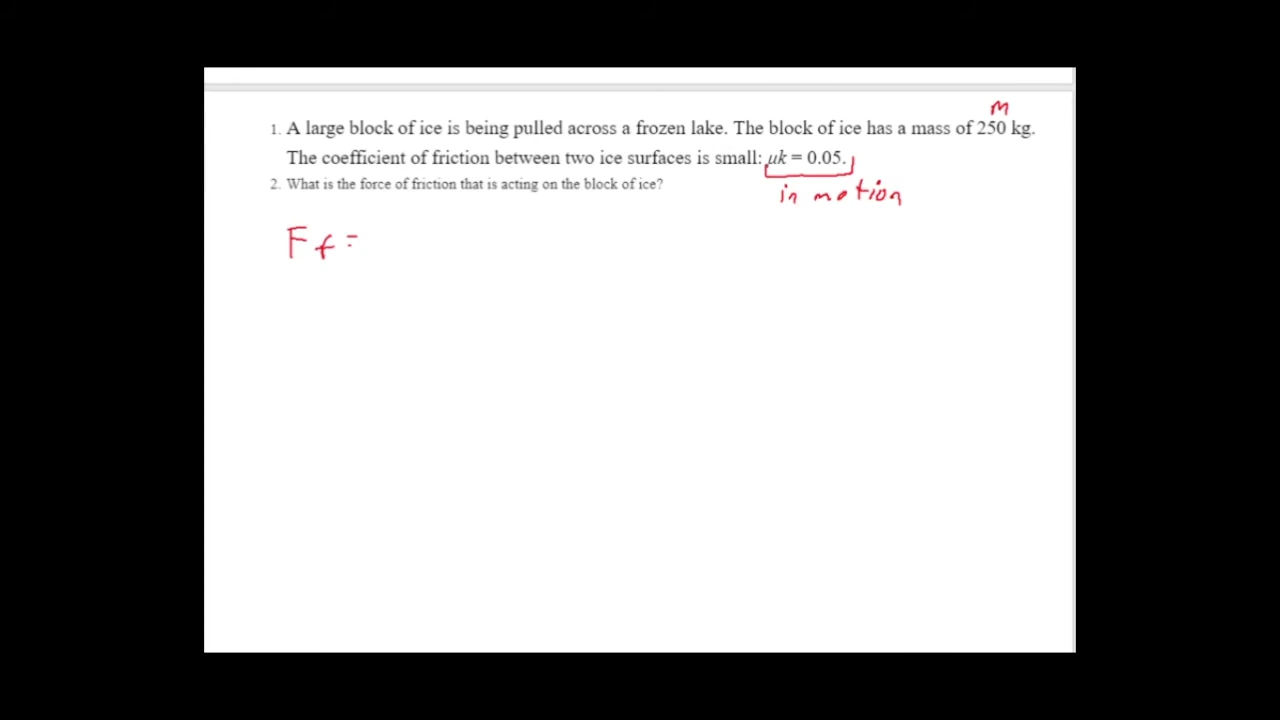 m
1. A large block of ice is being pulled across a frozen lake. The block of ice has a mass of 250 kg.
The coefficient of friction between two ice surfaces is small: μk = 0.05.
2. What is the force of friction that is acting on the block of ice?
in motion
Ff =